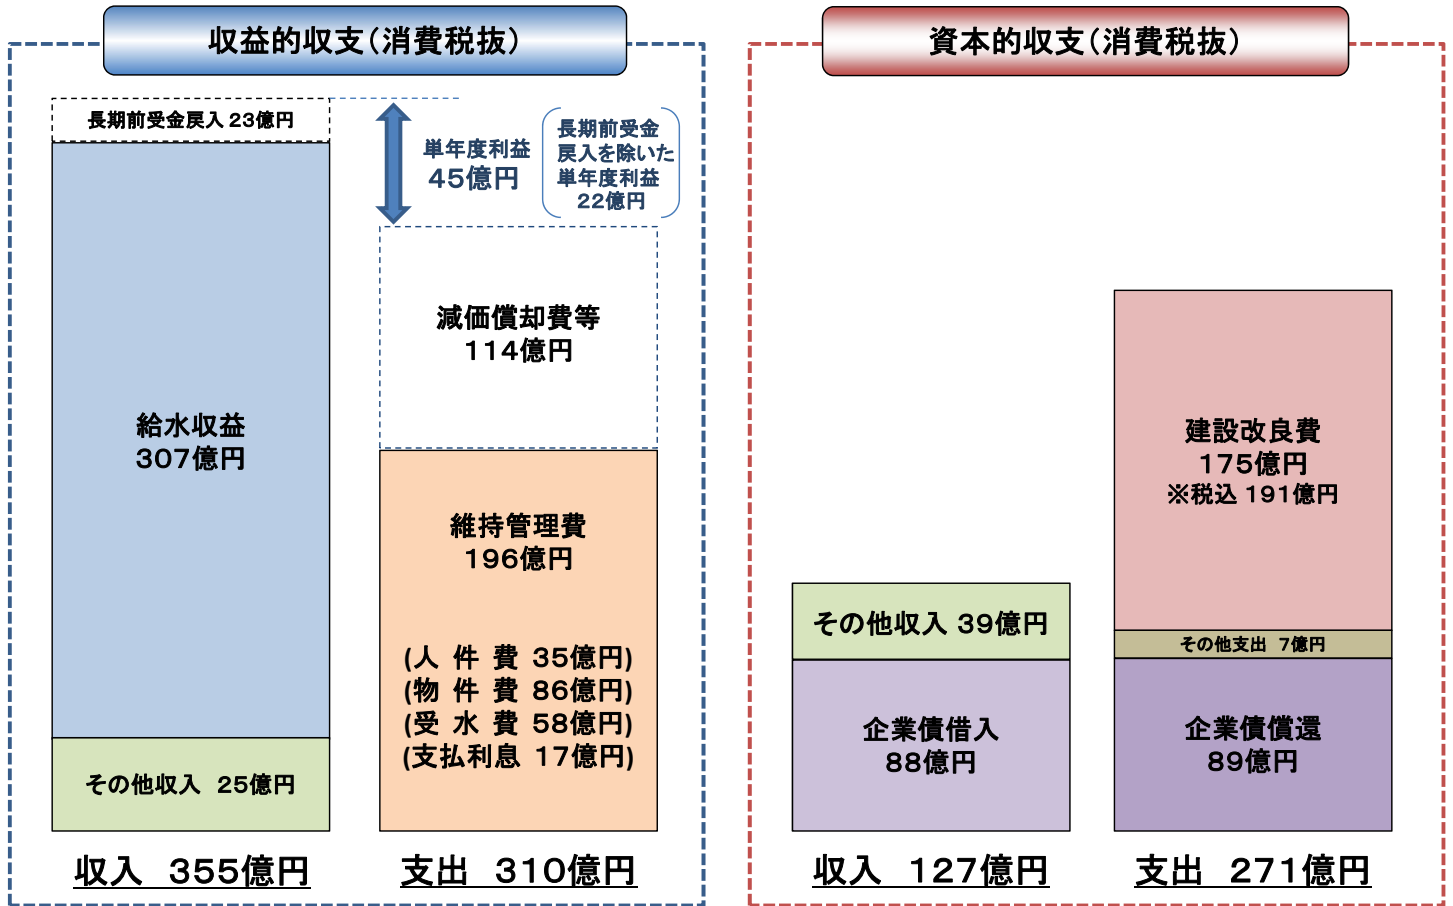 収益的収支（消費税抜）
長期前受金戻入 23億円
給水収益
307億円
その他収入　25億円
収入　355億円
単年度利益
45億円
長期前受金
戻入を除いた
単年度利益
22億円
減価償却費等
114億円
維持管理費
196億円
(人 件 費 35億円)
(物 件 費 86億円)
(受 水 費 58億円)
(支払利息 17億円)
支出　310億円
資本的収支（消費税抜）
その他収入 39億円
企業債借入
88億円
収入　127億円
建設改良費
175億円
※税込 191億円
その他支出　7億円
企業債償還
89億円
支出　271億円